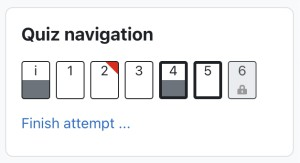 Quiz navigation
i 1 2 3 4 5 6
Finish attempt ...